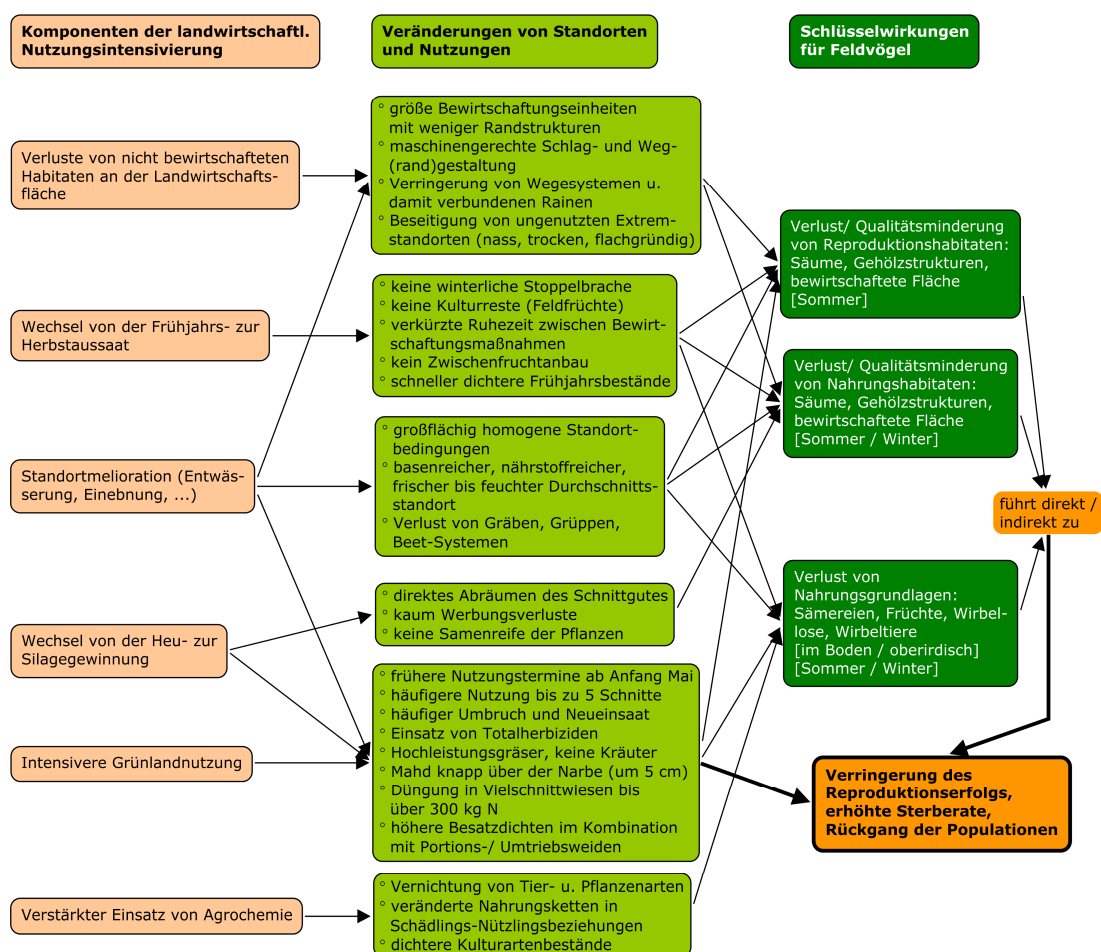 Komponenten der landwirtschaftl.
Nutzungsintensivierung
Veränderungen von Standorten
und Nutzungen
Schlüsselwirkungen
für Feldvögel
Verluste von nicht bewirtschafteten
Habitaten an der Landwirtschafts-
fläche
Wechsel von der Frühjahrs- zur
Herbstaussaat
Standortmelioration (Entwäs-
serung, Einebnung, ...)
Wechsel von der Heu- zur
Silagegewinnung
Intensivere Grünlandnutzung
Verstärkter Einsatz von Agrochemie
° größe Bewirtschaftungseinheiten
mit weniger Randstrukturen
° maschinengerechte Schlag- und Weg-
(rand)gestaltung
° Verringerung von Wegesystemen u.
damit verbundenen Rainen
° Beseitigung von ungenutzten Extrem-
standorten (nass, trocken, flachgründig)
° keine winterliche Stoppelbrache
° keine Kulturreste (Feldfrüchte)
° verkürzte Ruhezeit zwischen Bewirt-
schaftungsmaßnahmen
° kein Zwischenfruchtanbau
° schneller dichtere Frühjahrsbestände
° großflächig homogene Standort-
bedingungen
° basenreicher, nährstoffreicher,
frischer bis feuchter Durchschnitts-
standort
° Verlust von Gräben, Grüppen,
Beet-Systemen
° direktes Abräumen des Schnittgutes
° kaum Werbungsverluste
° keine Samenreife der Pflanzen
° frühere Nutzungstermine ab Anfang Mai
° häufigere Nutzung bis zu 5 Schnitte
° häufiger Umbruch und Neueinsaat
° Einsatz von Totalherbiziden
° Hochleistungsgräser, keine Kräuter
° Mahd knapp über der Narbe (um 5 cm)
° Düngung in Vielschnittwiesen bis
über 300 kg N
° höhere Besatzdichten im Kombination
mit Portions-/ Umtriebsweiden
° Vernichtung von Tier- u. Pflanzenarten
° veränderte Nahrungsketten in
Schädlings-Nützlingsbeziehungen
° dichtere Kulturartenbestände
Verlust/ Qualitätsminderung
von Reproduktionshabitaten:
Säume, Gehölzstrukturen,
bewirtschaftete Fläche
[Sommer]
Verlust/ Qualitätsminderung
von Nahrungshabitaten:
Säume, Gehölzstrukturen,
bewirtschaftete Fläche
[Sommer / Winter]
Verlust von
Nahrungsgrundlagen:
Sämereien, Früchte, Wirbel-
lose, Wirbeltiere
[im Boden / oberirdisch]
[Sommer / Winter]
führt direkt /
indirekt zu
Verringerung des
Reproduktionserfolgs,
erhöhte Sterberate,
Rückgang der Populationen